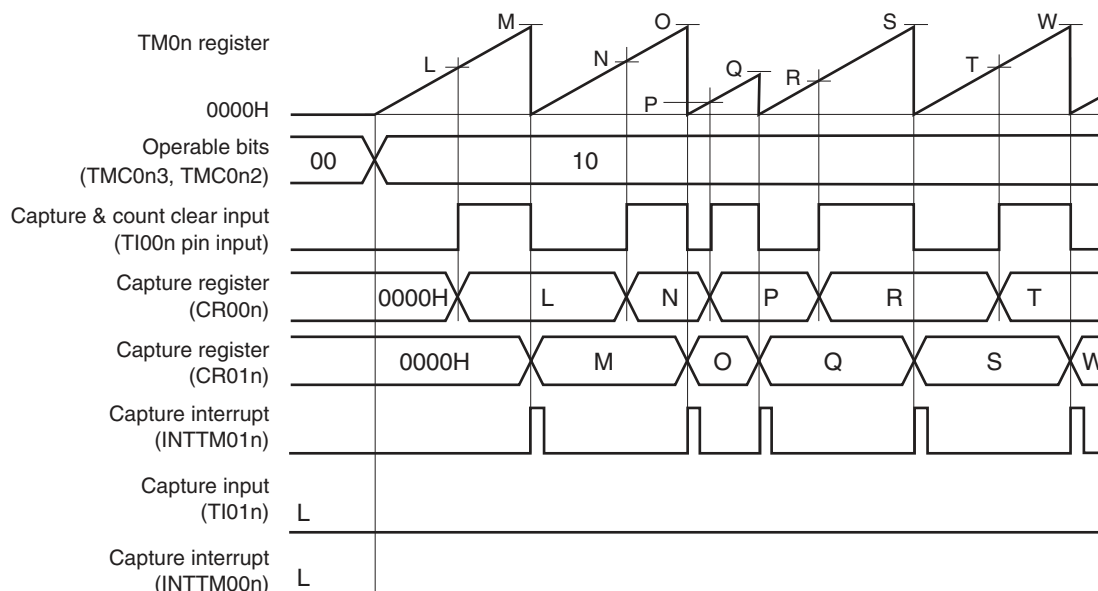 TM0n register
0000H
L
M
N
O
P
Q
R
S
T
W
Operable bits
(TMC0n3, TMC0n2)
00
10
Capture & count clear input
(TI00n pin input)
Capture register
(CR00n)
0000H
L
N
P
R
T
Capture register
(CR01n)
0000H
M
O
Q
S
W
Capture interrupt
(INTTM01n)
Capture input
(TI01n)
L
Capture interrupt
(INTTM00n)
L